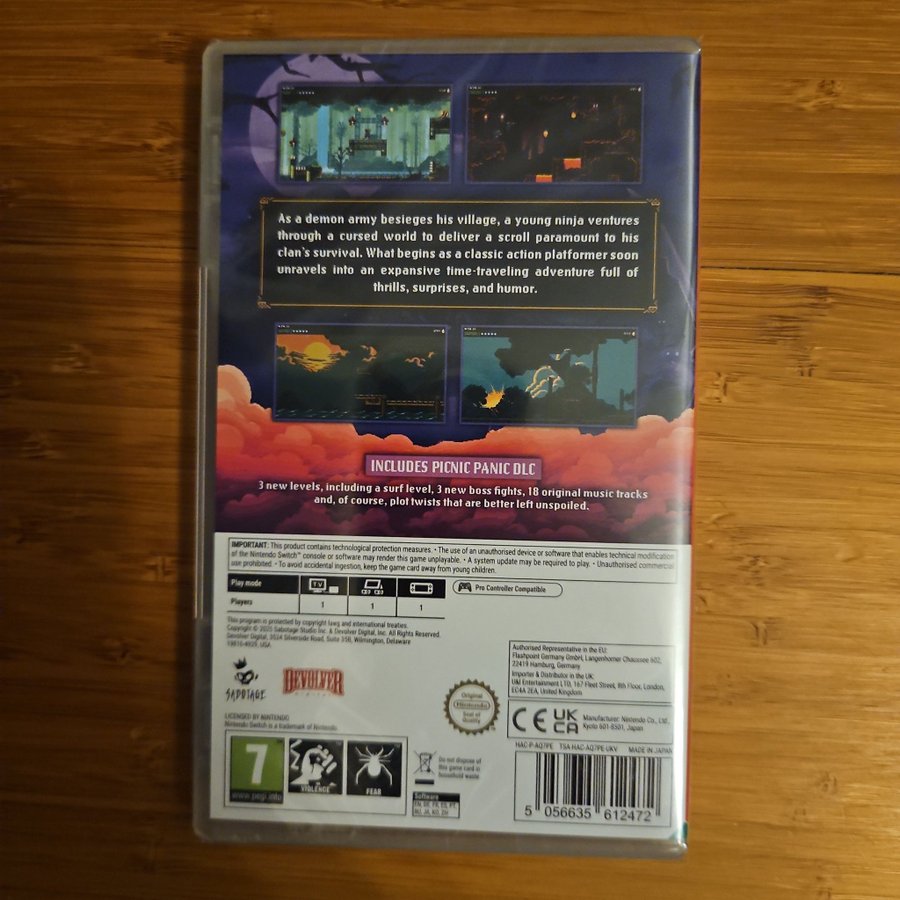 As a demon army besieges his village, a young ninja ventures
through a cursed world to deliver a scroll paramount to his
clan's survival. What begins as a classic action platformer soon
unravels into an expansive time-traveling adventure full of
thrills, surprises, and humor.
INCLUDES PICNIC PANIC DLC
3 new levels, including a surf level, 3 new boss fights, 18 original music tracks
and, of course, plot twists that are better left unspoiled.
IMPORTANT: This product contains technological protection measures. • The use of an unauthorised device or software that enables technical modification
of the Nintendo Switch™ console or software may render this game unplayable. • A system update may be required to play. • Unauthorised commercial
use prohibited. • To avoid accidental ingestion, keep the game card away from young children.
Play mode
TV
Pro Controller Compatible
Players
1 1 1
This program is protected by copyright laws and international treaties.
Copyright © 2025 Sabotage Studio Inc. & Devolver Digital, Inc. All Rights Reserved.
Devolver Digital, 3524 Silverside Road, Suite 35B, Wilmington, Delaware
19810-4929, USA
Authorised Representative in the EU:
Flashpoint Germany GmbH, Langenhorner Chaussee 602,
22419 Hamburg, Germany
Importer & Distributor in the UK:
U&I Entertainment LTD, 167 Fleet Street, 8th Floor, London,
EC4A 2EA, United Kingdom
SABOTAGE
DEVOLVER
DIGITAL
Original
Nintendo
Seal of
Quality
CE
UK
CA
Manufacturer: Nintendo Co., Ltd.,
Kyoto 601-8501, Japan
LICENSED BY NINTENDO
Nintendo Switch is a trademark of Nintendo.
HAC-P-AQ7PE TSA-HAC-AQ7PE-UKV MADE IN JAPAN
7
www.pegi.info
VIOLENCE
FEAR
Do not dispose of
this game card in
household waste.
Software
EN, DE, FR, ES, PT,
RU, JA, KO, ZH
5 056635 612472